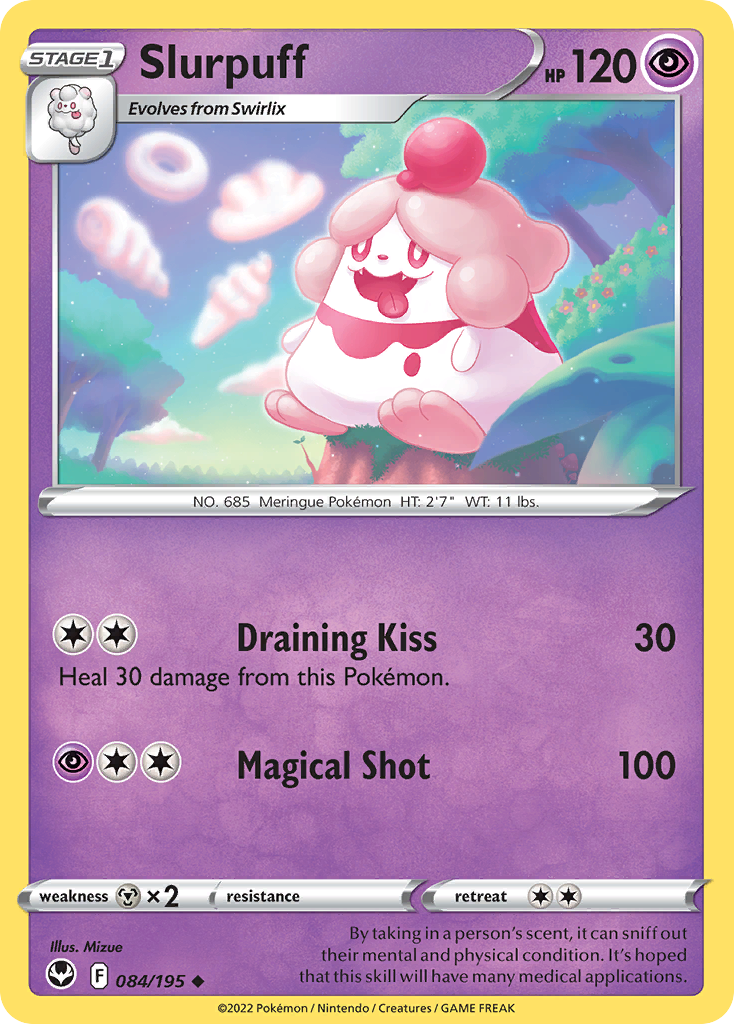 STAGE1
Slurpuff
HP 120
Evolves from Swirlix
NO. 685 Meringue Pokémon HT: 2'7" WT: 11 lbs.
Draining Kiss 30
Heal 30 damage from this Pokémon.
Magical Shot 100
weakness ×2 resistance retreat
Illus. Mizue
By taking in a person's scent, it can sniff out
their mental and physical condition. It's hoped
that this skill will have many medical applications.
F 084/195
©2022 Pokémon / Nintendo / Creatures / GAME FREAK